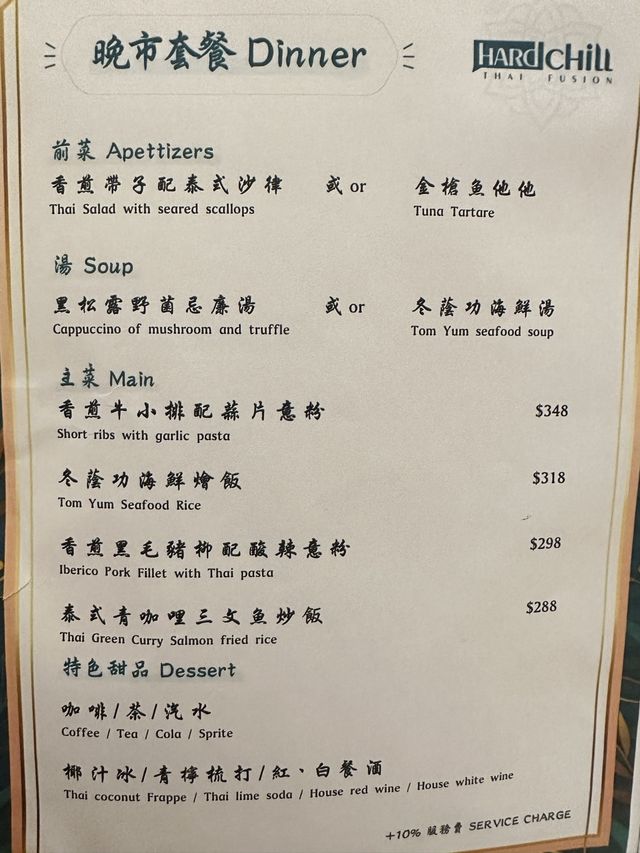 晚市套餐 Dinner
HARDCHiLL
THAI FUSION
前菜 Apettizers
香煎帶子配泰式沙律 或 or 金槍魚他他
Thai Salad with seared scallops Tuna Tartare
湯 Soup
黑松露野菌忌廉湯 或 or 冬蔭功海鮮湯
Cappuccino of mushroom and truffle Tom Yum seafood soup
主菜 Main
香煎牛小排配蒜片意粉 $348
Short ribs with garlic pasta
冬蔭功海鮮燴飯 $318
Tom Yum Seafood Rice
香煎黑毛豬柳配酸辣意粉 $298
Iberico Pork Fillet with Thai pasta
泰式青咖哩三文魚炒飯 $288
Thai Green Curry Salmon fried rice
特色甜品 Dessert
咖啡/茶/汽水
Coffee / Tea / Cola / Sprite
椰汁冰/青檸梳打/紅、白餐酒
Thai coconut Frappe / Thai lime soda / House red wine / House white wine
+10% 服務費 SERVICE CHARGE